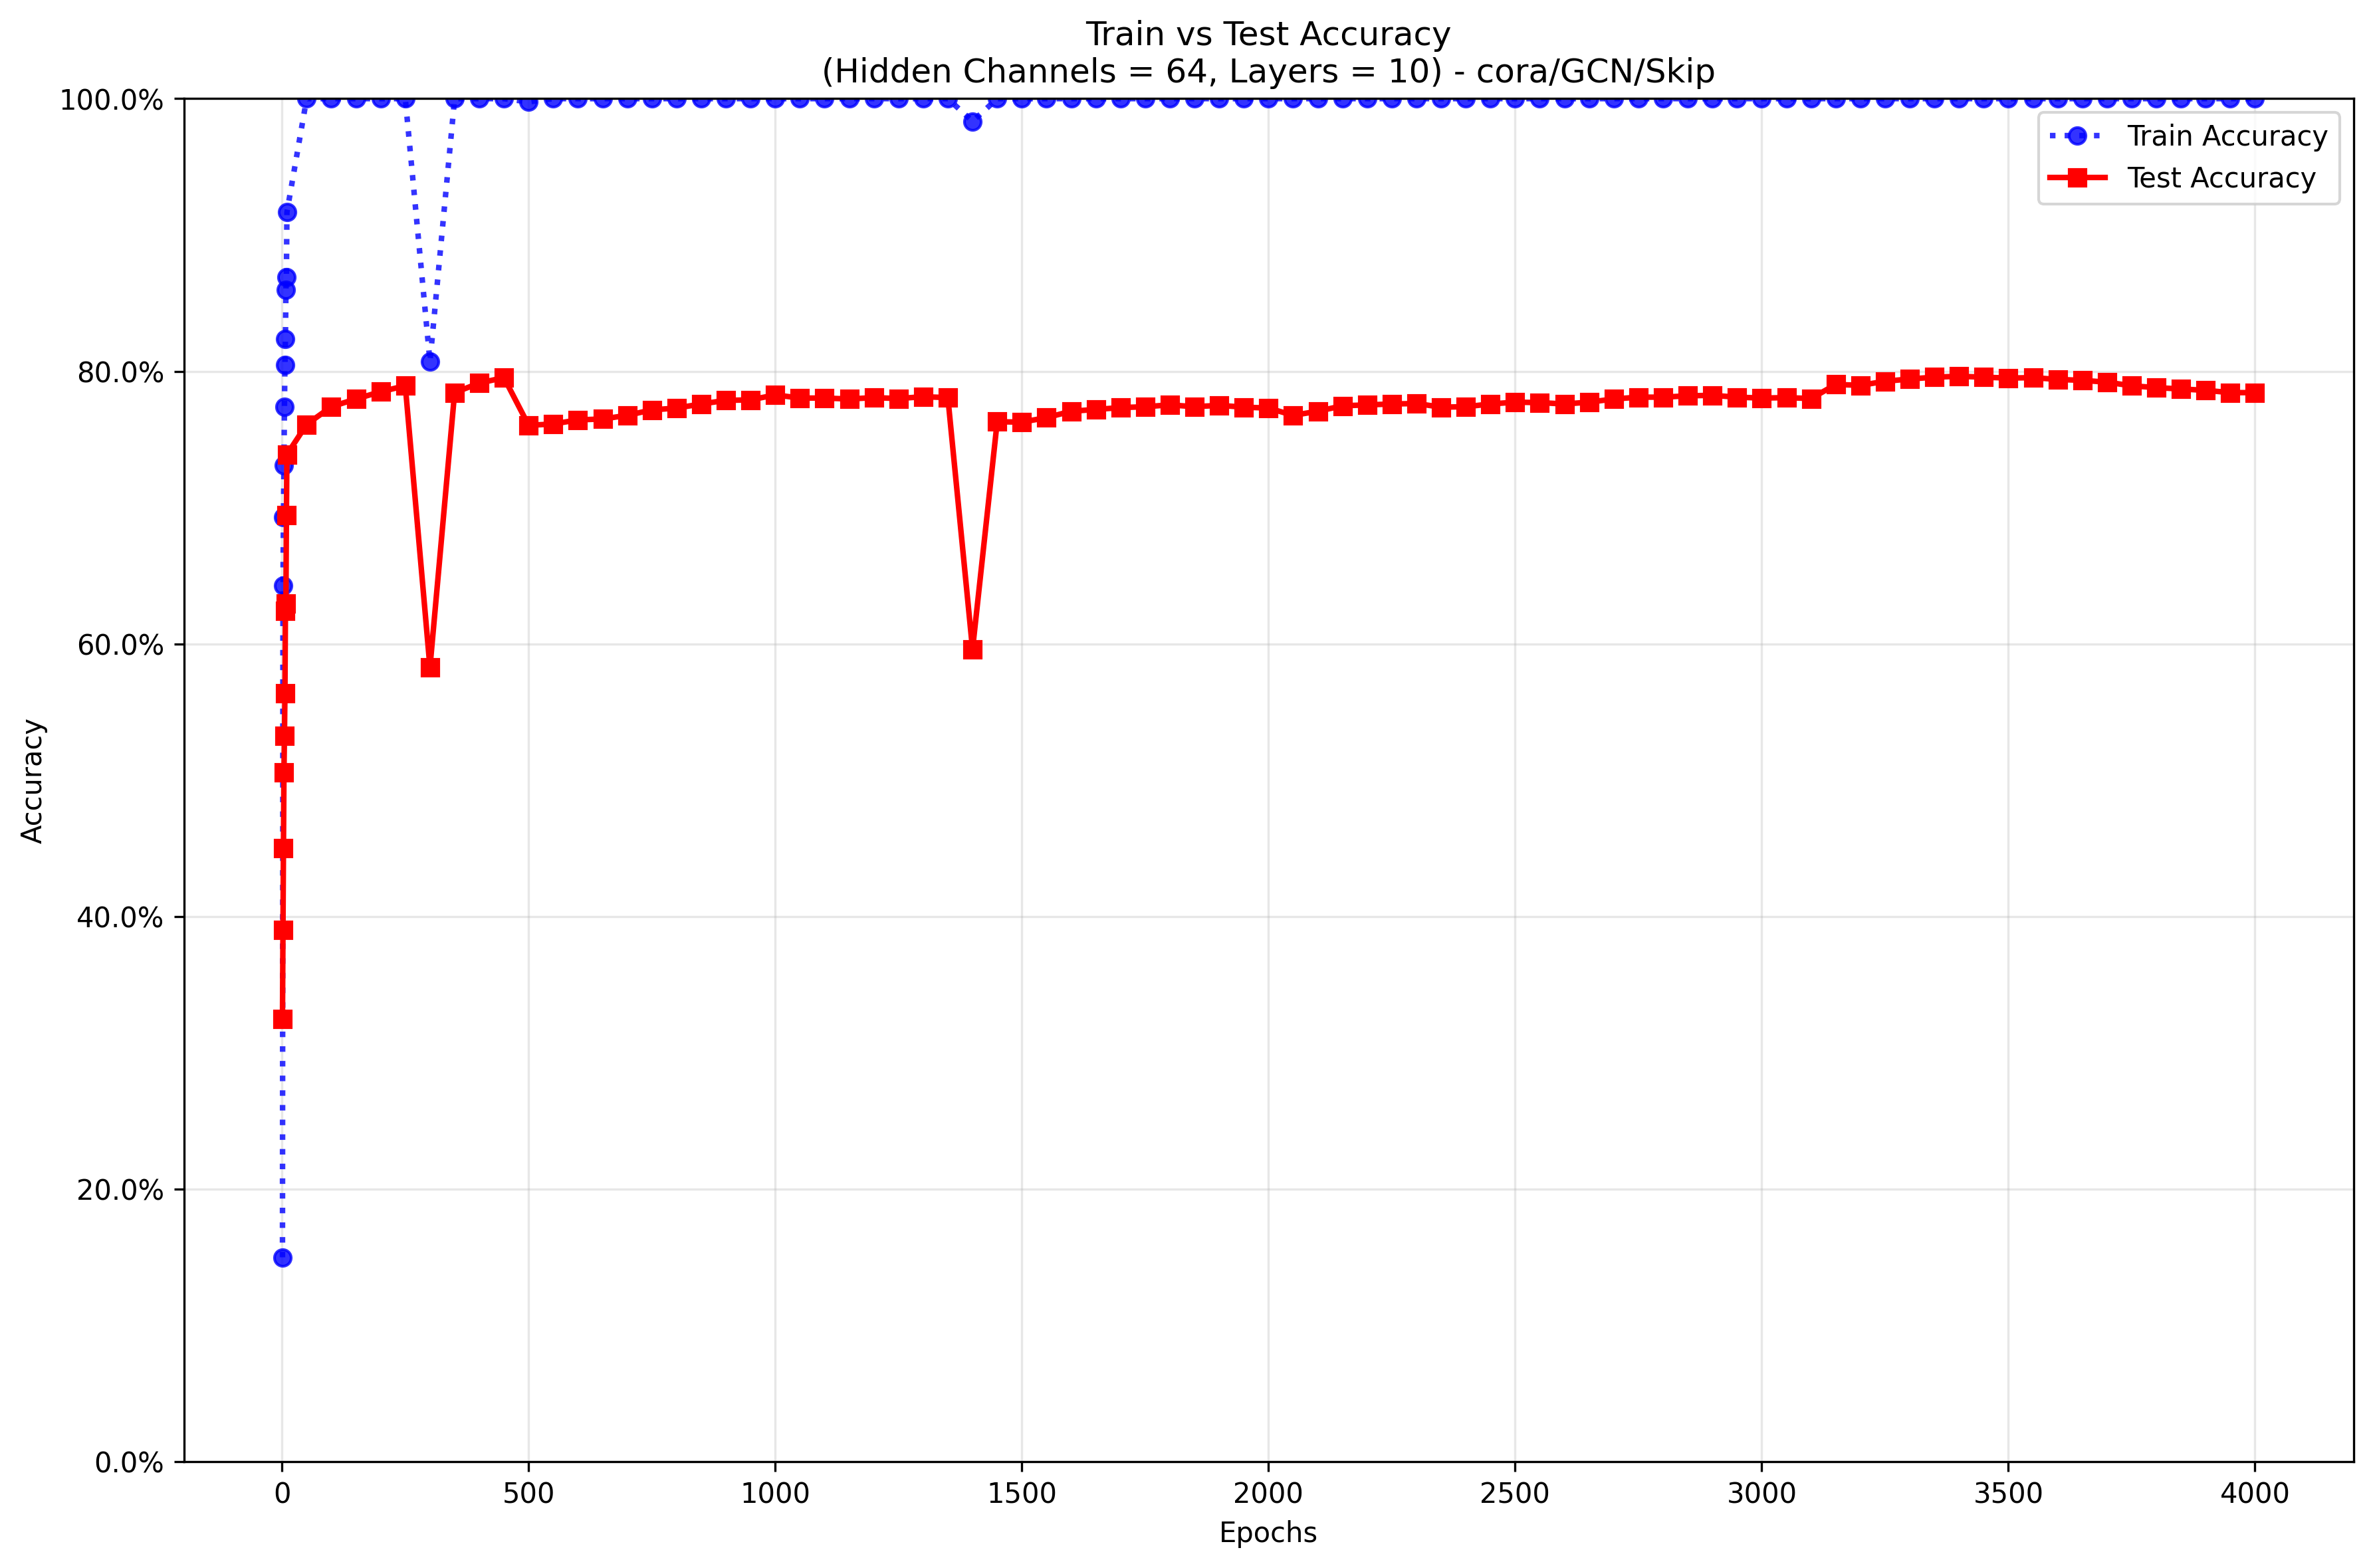 Train vs Test Accuracy
(Hidden Channels = 64, Layers = 10) - cora/GCN/Skip
100.0%
80.0%
60.0%
40.0%
20.0%
0.0%
Accuracy
Train Accuracy
Test Accuracy
0 500 1000 1500 2000 2500 3000 3500 4000
Epochs